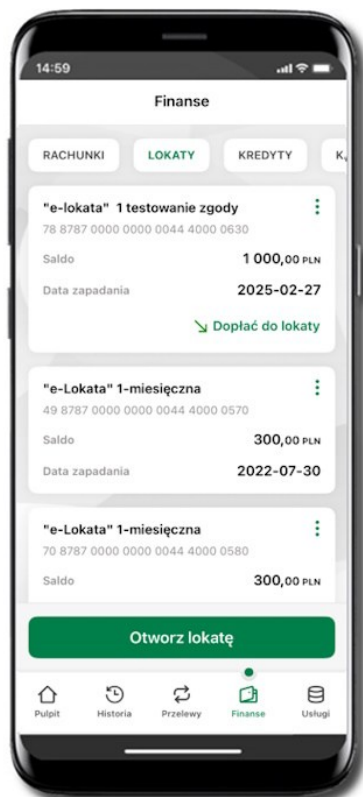 14:59
Finanse
RACHUNKI LOKATY KREDYTY
"e-lokata" 1 testowanie zgody
78 8787 0000 0000 0044 4000 0630
Saldo 1 000,00 PLN
Data zapadania 2025-02-27
Dopłać do lokaty
"e-Lokata" 1-miesięczna
49 8787 0000 0000 0044 4000 0570
Saldo 300,00 PLN
Data zapadania 2022-07-30
"e-Lokata" 1-miesięczna
70 8787 0000 0000 0044 4000 0580
Saldo 300,00 PLN
Otworz lokatę
Pulpit Historia Przelewy Finanse Usługi